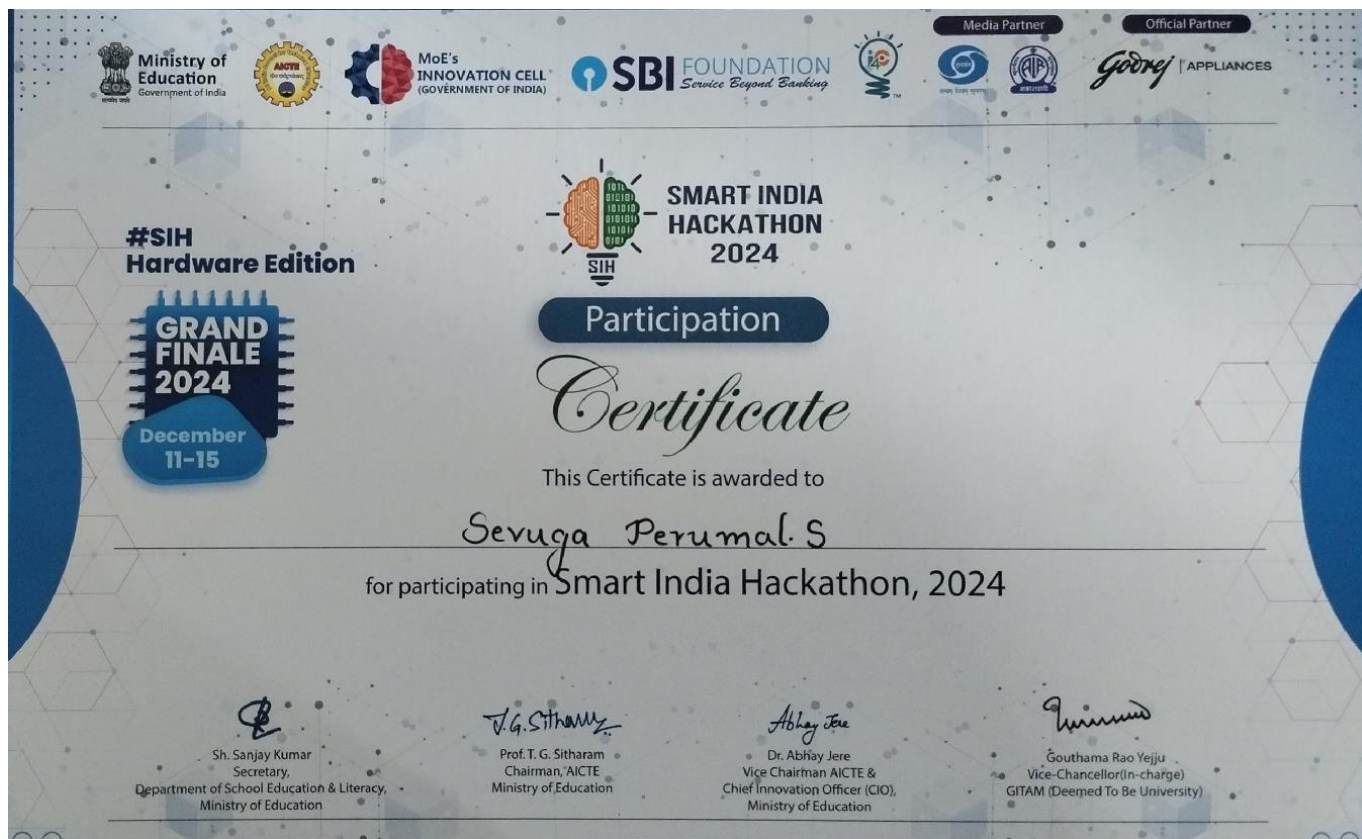 Media Partner
Official Partner
Ministry of
Education
Government of India
AICTE
MoE's
INNOVATION CELL
(GOVERNMENT OF INDIA)
SBI FOUNDATION
Service Beyond Banking
TM
Godrej | APPLIANCES
#SIH
Hardware Edition
SMART INDIA
HACKATHON
2024
SIH
GRAND
FINALE
2024
December
11-15
Participation
Certificate
This Certificate is awarded to
Sevuga Perumal. S
for participating in Smart India Hackathon, 2024
Sh. Sanjay Kumar
Secretary,
Department of School Education & Literacy,
Ministry of Education
T.G. Sitharam
Prof. T. G. Sitharam
Chairman, AICTE
Ministry of Education
Abhay Jere
Dr. Abhay Jere
Vice Chairman AICTE &
Chief Innovation Officer (CIO),
Ministry of Education
Gouthama Rao Yejju
Vice-Chancellor(In-charge)
GITAM (Deemed To Be University)